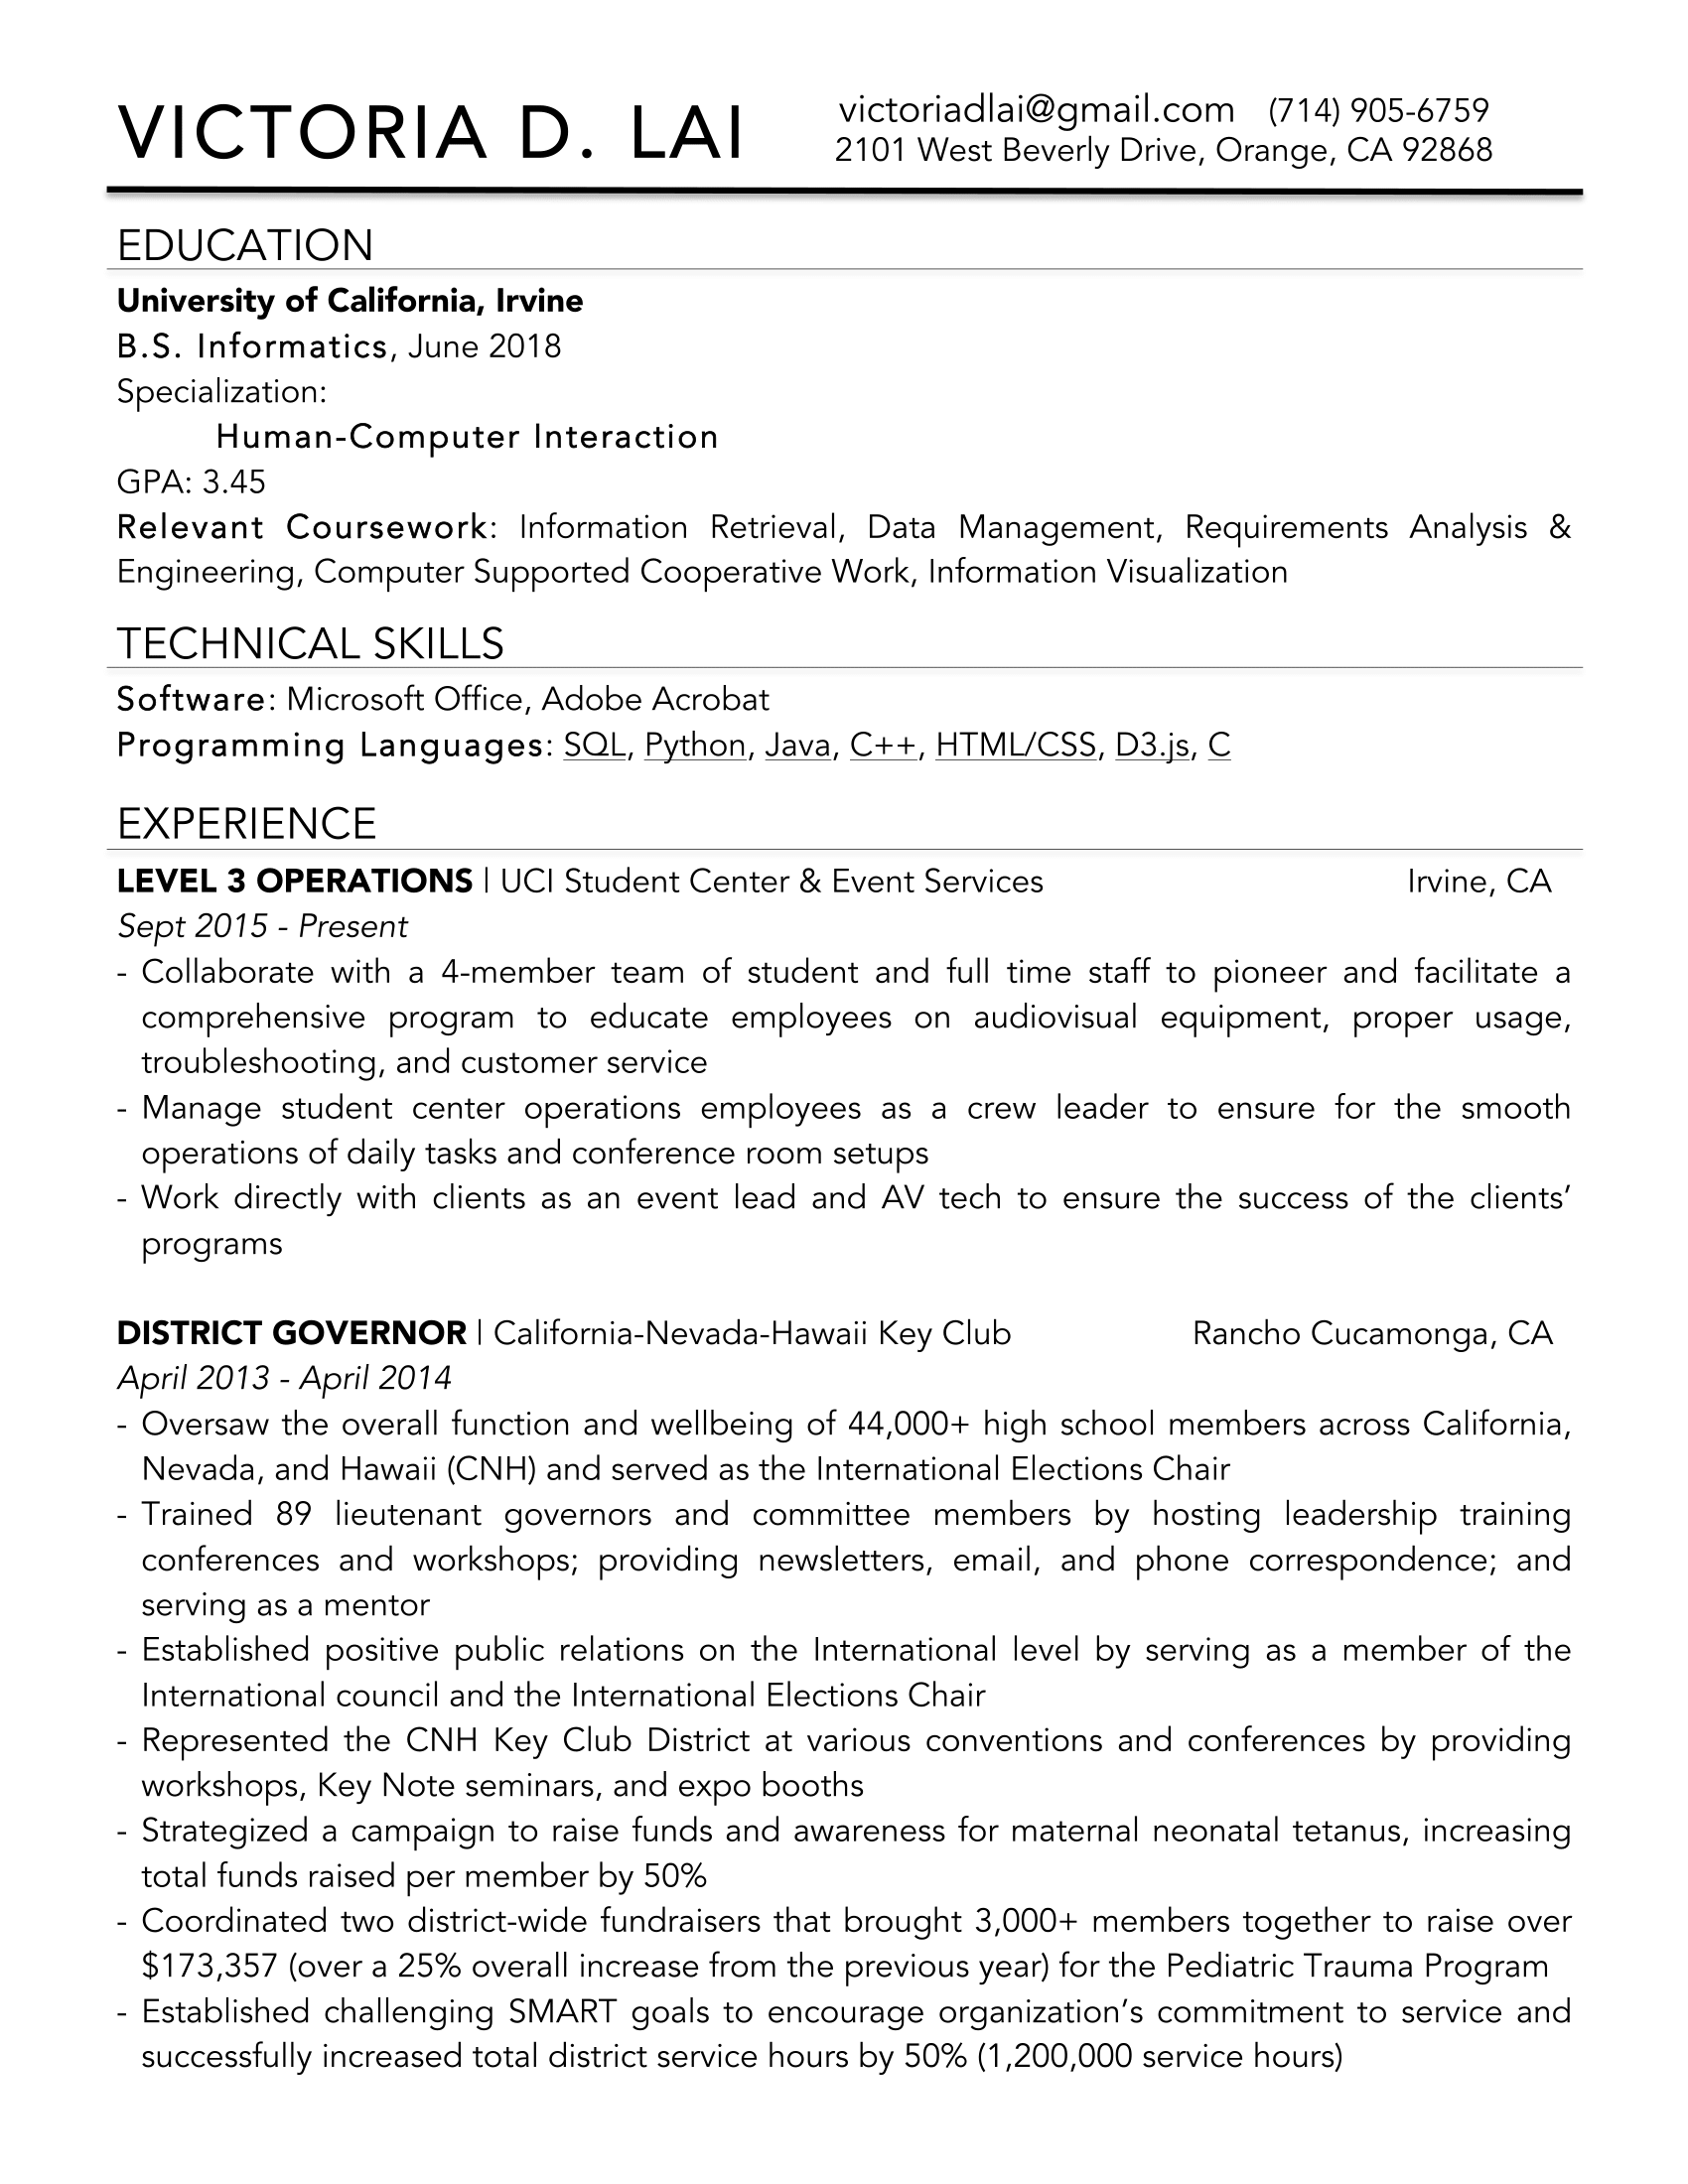 VICTORIA D. LAI
victoriadlai@gmail.com (714) 905-6759
2101 West Beverly Drive, Orange, CA 92868
EDUCATION
University of California, Irvine
B.S. Informatics, June 2018
Specialization:
Human-Computer Interaction
GPA: 3.45
Relevant Coursework: Information Retrieval, Data Management, Requirements Analysis &
Engineering, Computer Supported Cooperative Work, Information Visualization
TECHNICAL SKILLS
Software: Microsoft Office, Adobe Acrobat
Programming Languages: SQL, Python, Java, C++, HTML/CSS, D3.js, C
EXPERIENCE
LEVEL 3 OPERATIONS | UCI Student Center & Event Services Irvine, CA
Sept 2015 - Present
- Collaborate with a 4-member team of student and full time staff to pioneer and facilitate a
comprehensive program to educate employees on audiovisual equipment, proper usage,
troubleshooting, and customer service
- Manage student center operations employees as a crew leader to ensure for the smooth
operations of daily tasks and conference room setups
- Work directly with clients as an event lead and AV tech to ensure the success of the clients’
programs
DISTRICT GOVERNOR | California-Nevada-Hawaii Key Club Rancho Cucamonga, CA
April 2013 - April 2014
- Oversaw the overall function and wellbeing of 44,000+ high school members across California,
Nevada, and Hawaii (CNH) and served as the International Elections Chair
- Trained 89 lieutenant governors and committee members by hosting leadership training
conferences and workshops; providing newsletters, email, and phone correspondence; and
serving as a mentor
- Established positive public relations on the International level by serving as a member of the
International council and the International Elections Chair
- Represented the CNH Key Club District at various conventions and conferences by providing
workshops, Key Note seminars, and expo booths
- Strategized a campaign to raise funds and awareness for maternal neonatal tetanus, increasing
total funds raised per member by 50%
- Coordinated two district-wide fundraisers that brought 3,000+ members together to raise over
$173,357 (over a 25% overall increase from the previous year) for the Pediatric Trauma Program
- Established challenging SMART goals to encourage organization’s commitment to service and
successfully increased total district service hours by 50% (1,200,000 service hours)